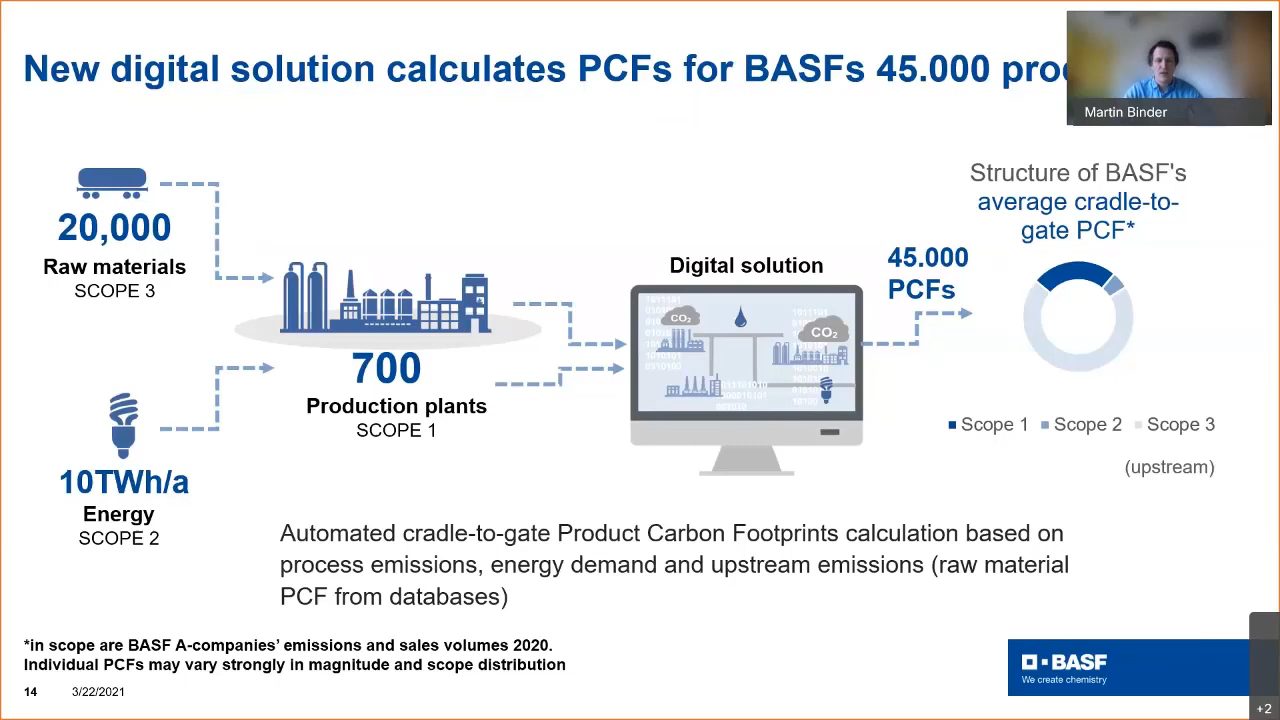 New digital solution calculates PCFs for BASFs 45.000
Martin Binder
20,000
Raw materials
SCOPE 3
10TWh/a
Energy
SCOPE 2
700
Production plants
SCOPE 1
Digital solution
CO₂
CO₂
45.000
PCFs
Structure of BASF's
average cradle-to-
gate PCF*
Scope 1 Scope 2 Scope 3
(upstream)
Automated cradle-to-gate Product Carbon Footprints calculation based on
process emissions, energy demand and upstream emissions (raw material
PCF from databases)
*in scope are BASF A-companies' emissions and sales volumes 2020.
Individual PCFs may vary strongly in magnitude and scope distribution
14 3/22/2021
BASF
We create chemistry
+2